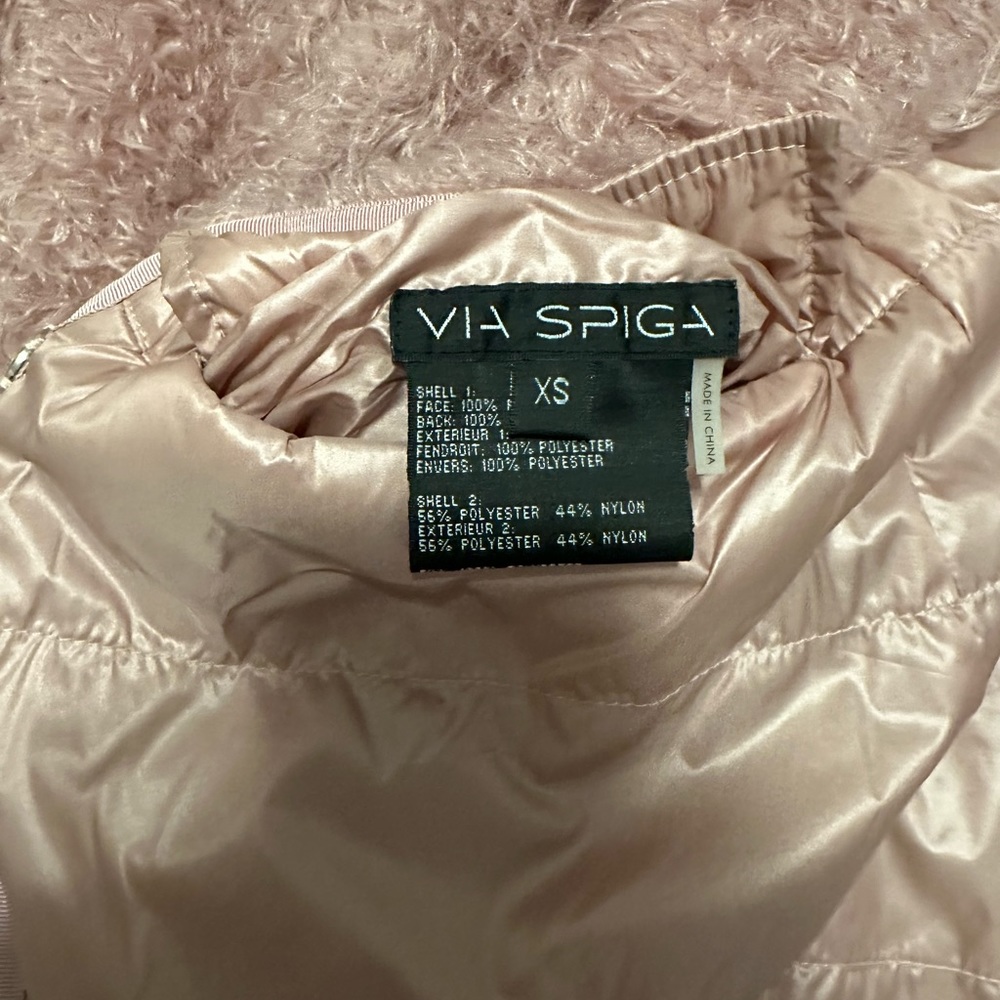 VIA SPIGA
XS
SHELL 1:
FACE: 100%
BACK: 100%
EXTERIEUR 1:
FENDROIT: 100% POLYESTER
ENVERS: 100% POLYESTER
SHELL 2:
56% POLYESTER 44% NYLON
EXTERIEUR 2:
56% POLYESTER 44% NYLON
MADE IN CHINA